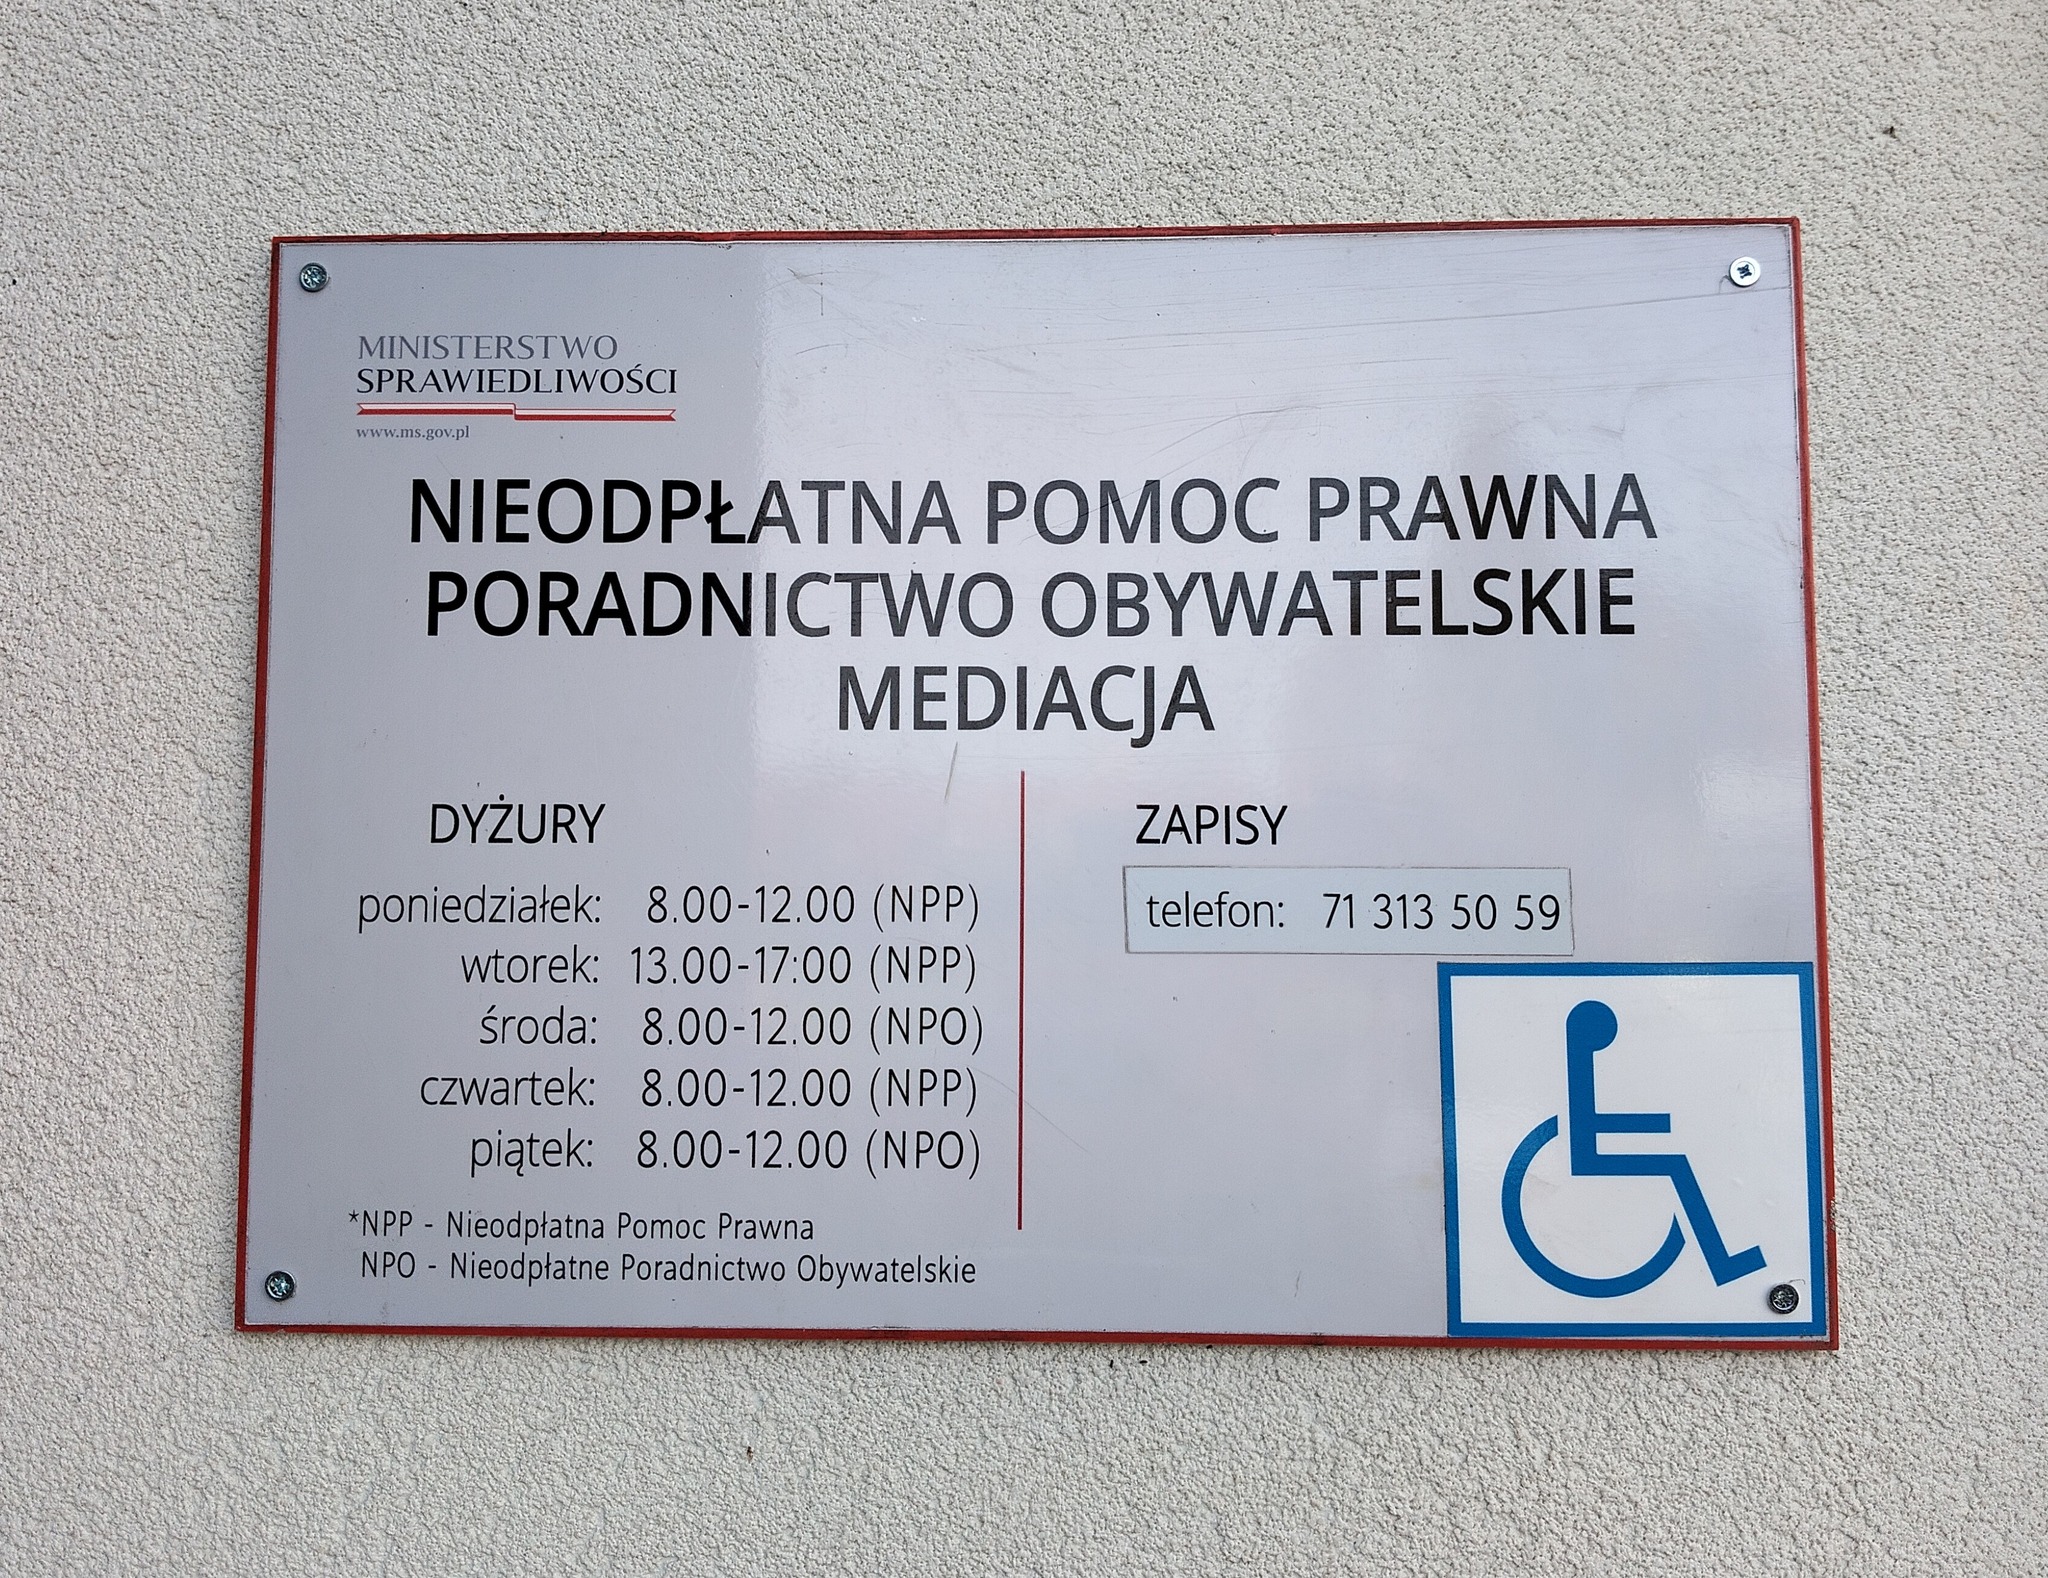 MINISTERSTWO
SPRAWIEDLIWOŚCI
www.ms.gov.pl
NIEODPŁATNA POMOC PRAWNA
PORADNICTWO OBYWATELSKIE
MEDIACJA
DYŻURY
poniedziałek: 8.00-12.00 (NPP)
wtorek: 13.00-17:00 (NPP)
środa: 8.00-12.00 (NPO)
czwartek: 8.00-12.00 (NPP)
piątek: 8.00-12.00 (NPO)
*NPP - Nieodpłatna Pomoc Prawna
NPO - Nieodpłatne Poradnictwo Obywatelskie
ZAPISY
telefon: 71 313 50 59